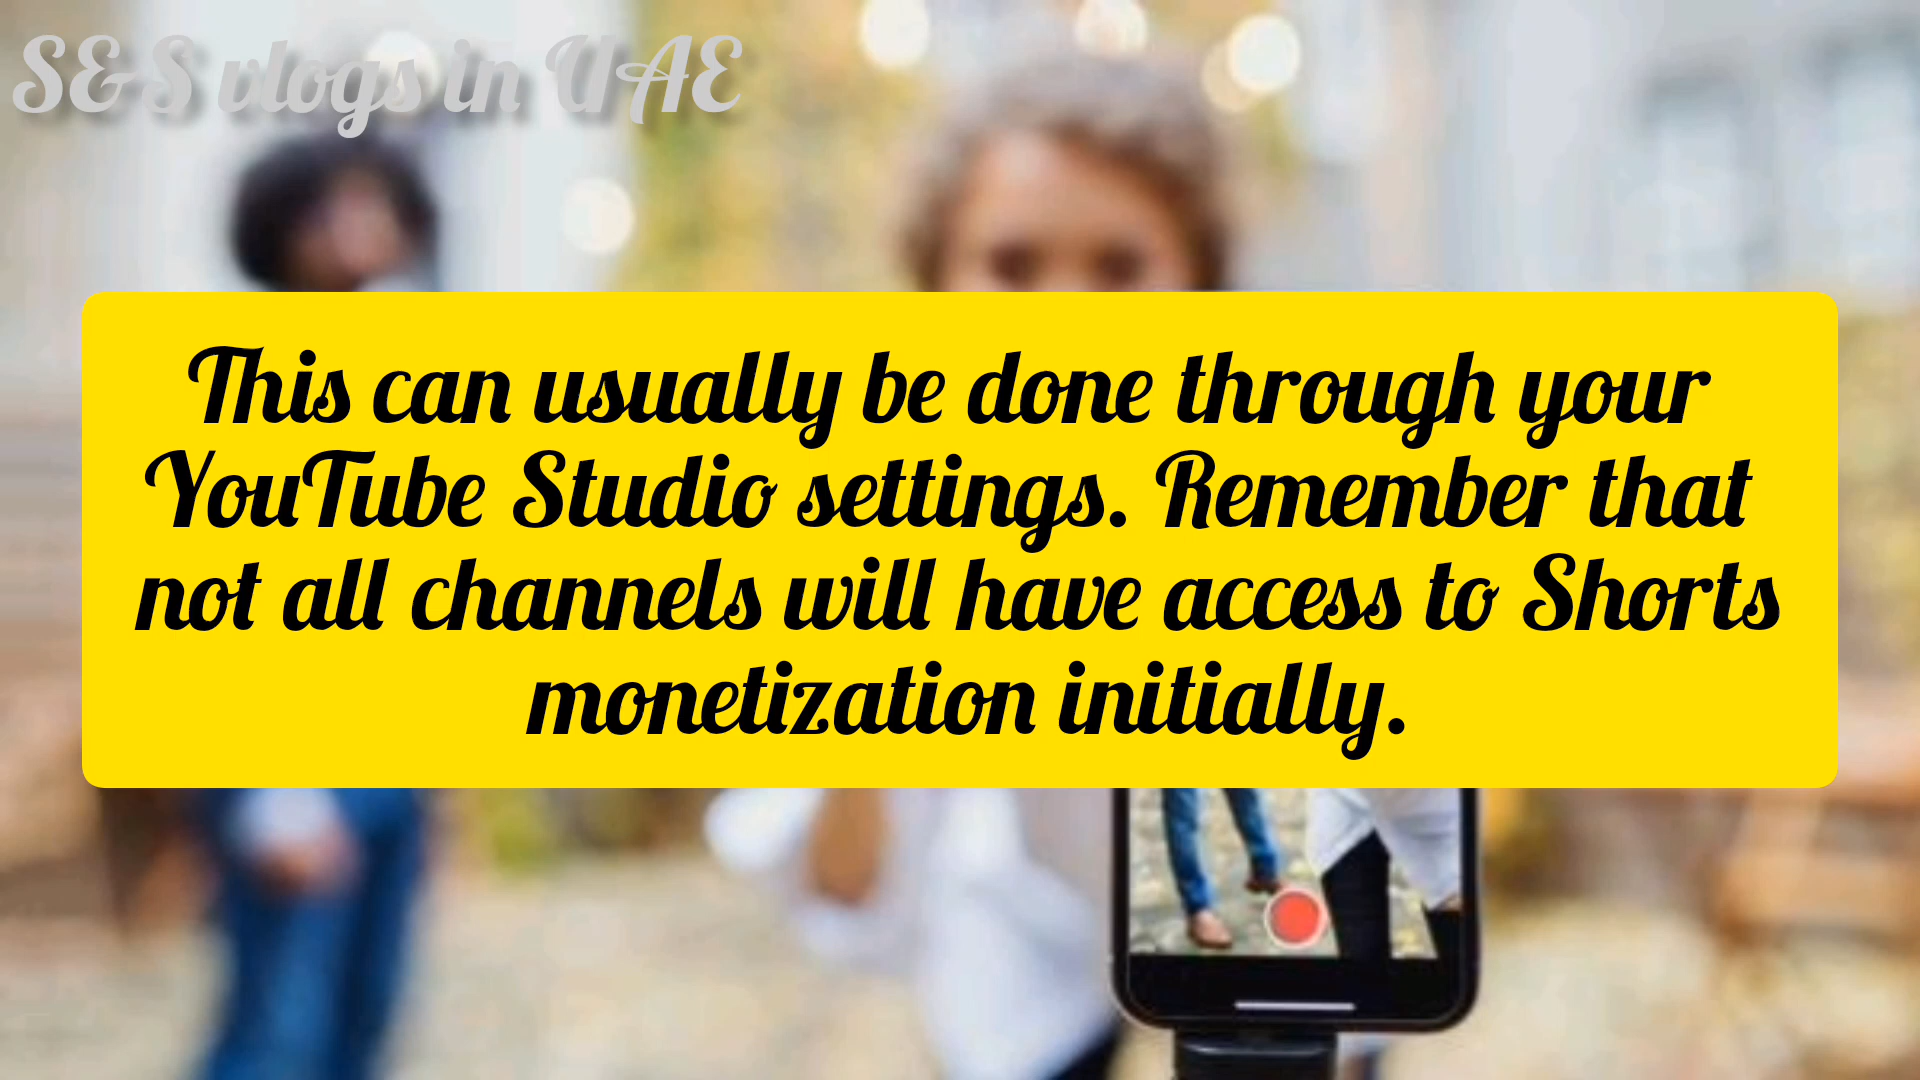 S&S vlogs in UAE
This can usually be done through your
YouTube Studio settings. Remember that
not all channels will have access to Shorts
monetization initially.